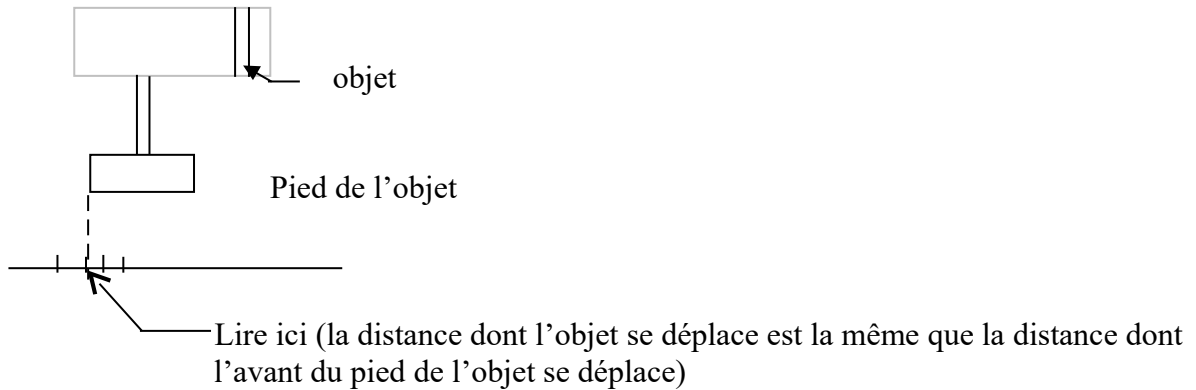 objet
Pied de l’objet
Lire ici (la distance dont l’objet se déplace est la même que la distance dont
l’avant du pied de l’objet se déplace)